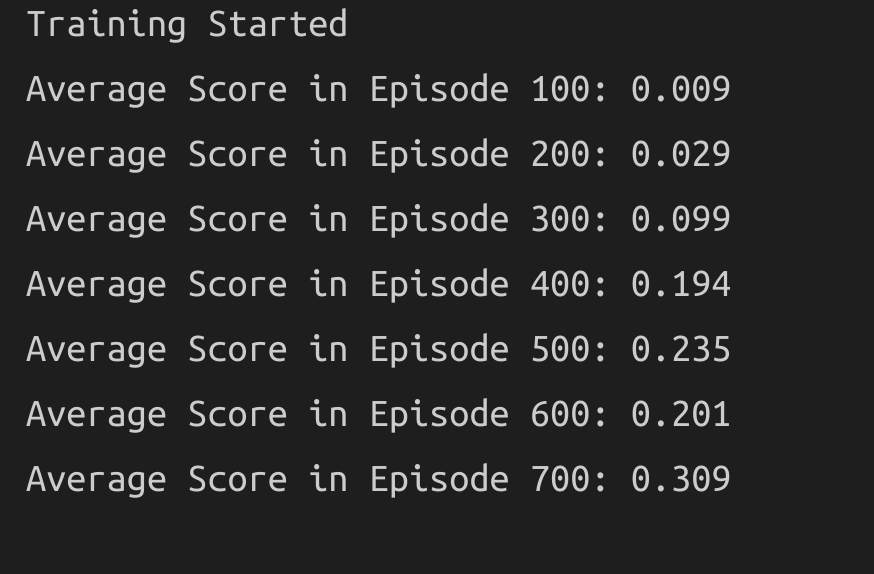 Training Started
Average Score in Episode 100: 0.009
Average Score in Episode 200: 0.029
Average Score in Episode 300: 0.099
Average Score in Episode 400: 0.194
Average Score in Episode 500: 0.235
Average Score in Episode 600: 0.201
Average Score in Episode 700: 0.309